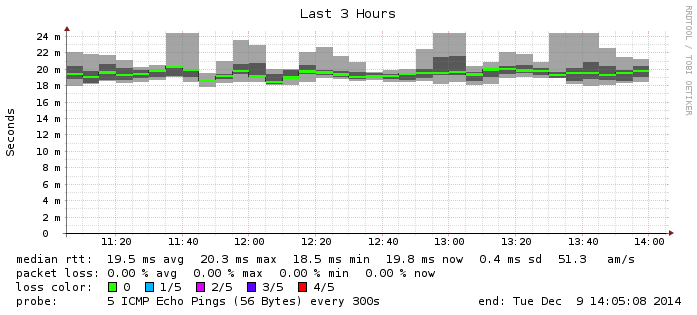 Last 3 Hours
RRDTOOL / TOBI OETIKER
Seconds
24 m
22 m
20 m
18 m
16 m
14 m
12 m
10 m
8 m
6 m
4 m
2 m
0
11:20 11:40 12:00 12:20 12:40 13:00 13:20 13:40 14:00
median rtt: 19.5 ms avg 20.3 ms max 18.5 ms min 19.8 ms now 0.4 ms sd 51.3 am/s
packet loss: 0.00 % avg 0.00 % max 0.00 % min 0.00 % now
loss color: 0 1/5 2/5 3/5 4/5
probe: 5 ICMP Echo Pings (56 Bytes) every 300s end: Tue Dec 9 14:05:08 2014